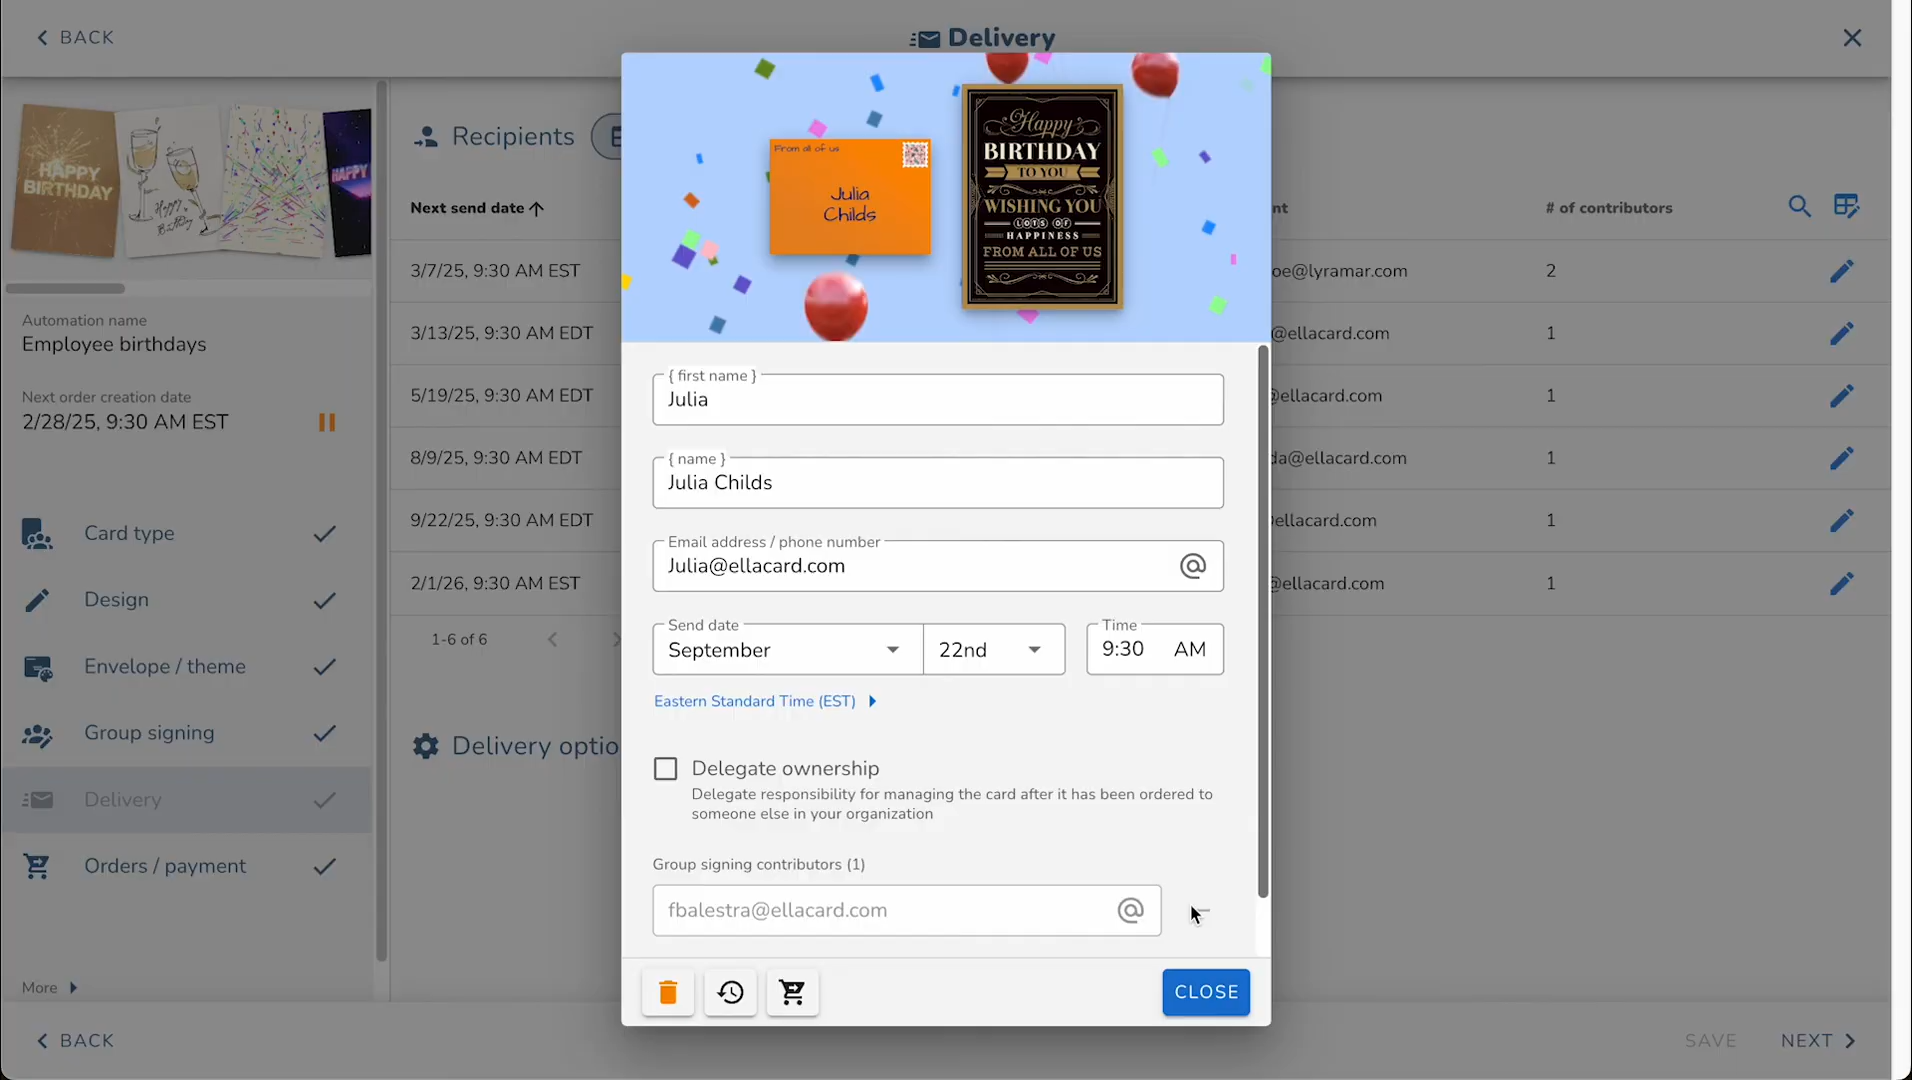 BACK
Delivery
HAPPY
BIRTHDAY
Happy
Birthday
HAPPY
Automation name
Employee birthdays
Next order creation date
2/28/25, 9:30 AM EST
Card type
Design
Envelope / theme
Group signing
Delivery
Orders / payment
More
Recipients
Next send date
nt
# of contributors
3/7/25, 9:30 AM EST
oe@lyramar.com
2
3/13/25, 9:30 AM EDT
@ellacard.com
1
5/19/25, 9:30 AM EDT
@ellacard.com
1
8/9/25, 9:30 AM EDT
da@ellacard.com
1
9/22/25, 9:30 AM EDT
ellacard.com
1
2/1/26, 9:30 AM EST
@ellacard.com
1
1-6 of 6
Delivery optio
From all of us
Julia
Childs
Happy
BIRTHDAY
TO YOU
WISHING YOU
LOTS OF
HAPPINESS
FROM ALL OF US
{ first name }
Julia
{ name }
Julia Childs
Email address / phone number
Julia@ellacard.com
Send date
September
22nd
Time
9:30 AM
Eastern Standard Time (EST)
Delegate ownership
Delegate responsibility for managing the card after it has been ordered to
someone else in your organization
Group signing contributors (1)
fbalestra@ellacard.com
CLOSE
BACK
SAVE
NEXT